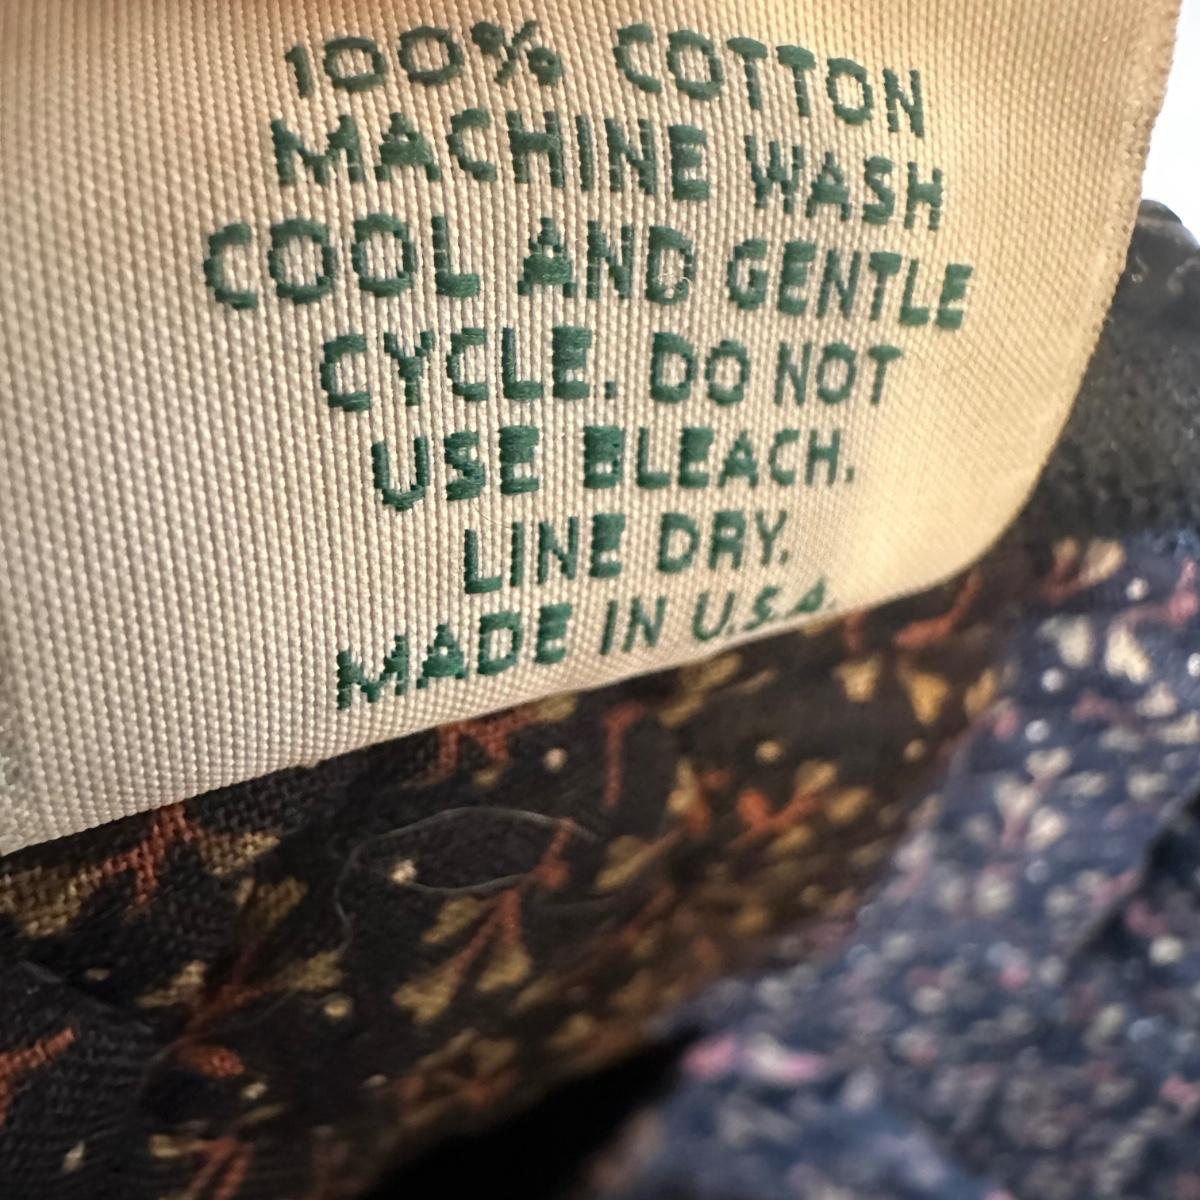 100% COTTON
MACHINE WASH
COOL AND GENTLE
CYCLE. DO NOT
USE BLEACH.
LINE DRY.
MADE IN U.S.A.